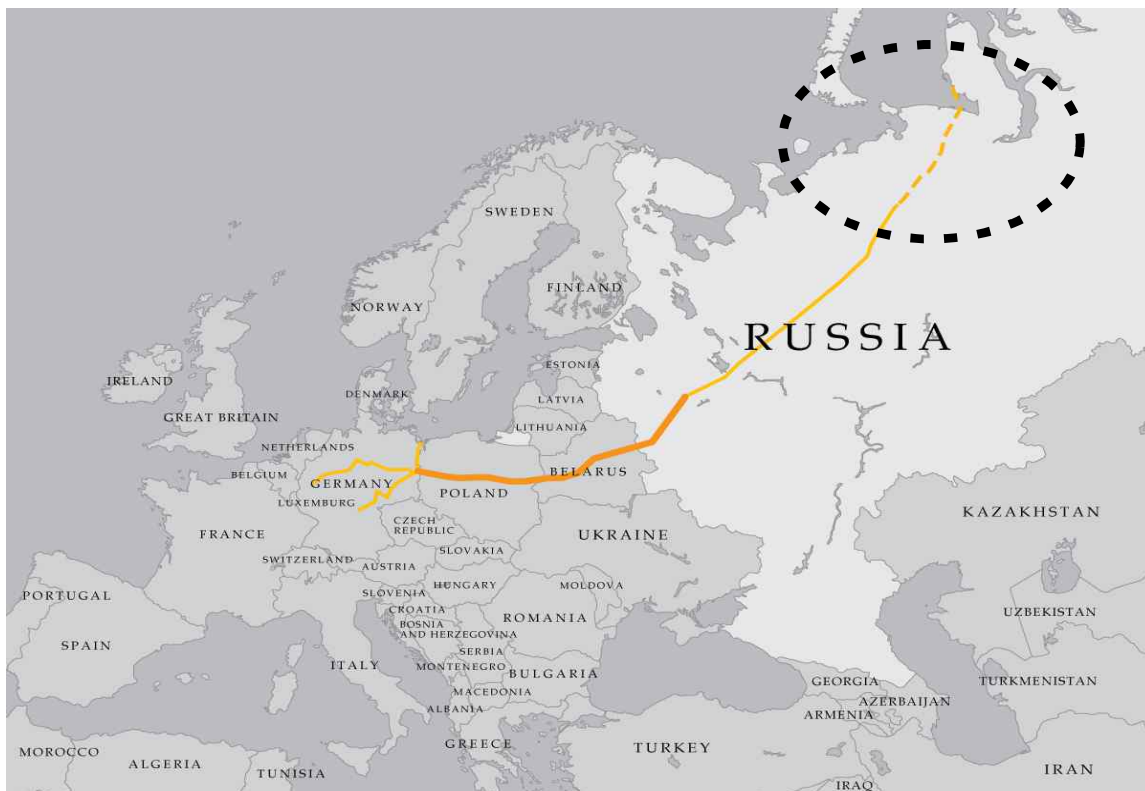 SWEDEN
FINLAND
NORWAY
RUSSIA
ESTONIA
IRELAND
DENMARK
LATVIA
GREAT BRITAIN
LITHUANIA
NETHERLANDS
BELGIUM
GERMANY
BELARUS
POLAND
LUXEMBURG
KAZAKHSTAN
CZECH
REPUBLIC
FRANCE
UKRAINE
SLOVAKIA
SWITZERLAND
AUSTRIA
HUNGARY
MOLDOVA
PORTUGAL
SLOVENIA
CROATIA
UZBEKISTAN
ROMANIA
BOSNIA
AND HERZEGOVINA
SPAIN
SERBIA
ITALY
MONTENEGRO
BULGARIA
GEORGIA
TURKMENISTAN
MACEDONIA
AZERBAIJAN
ALBANIA
ARMENIA
GREECE
TURKEY
MOROCCO
ALGERIA
TUNISIA
IRAN
IRAQ